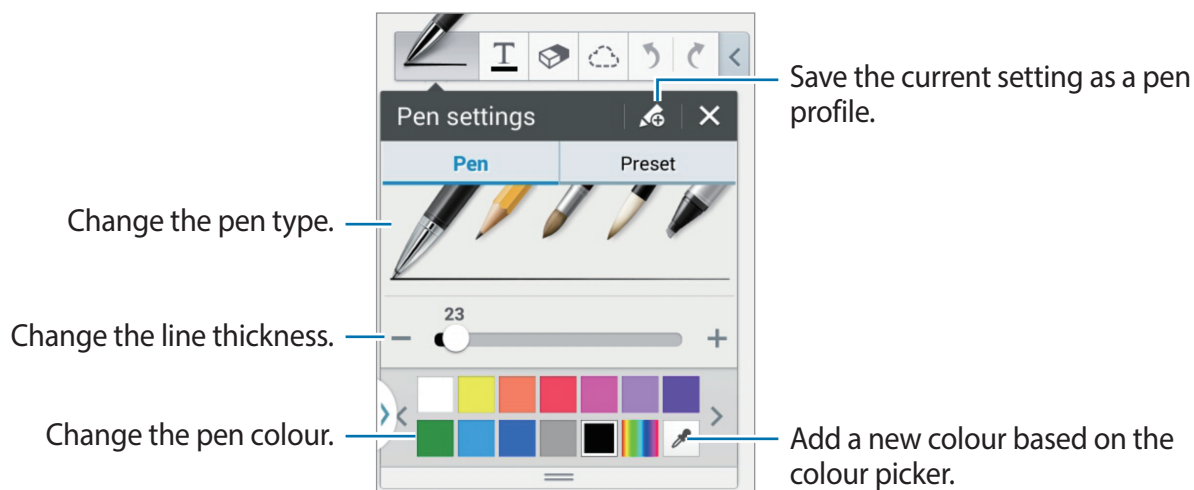 T
Save the current setting as a pen
profile.
Pen settings
Pen Preset
Change the pen type.
23
Change the line thickness.
Change the pen colour.
Add a new colour based on the
colour picker.